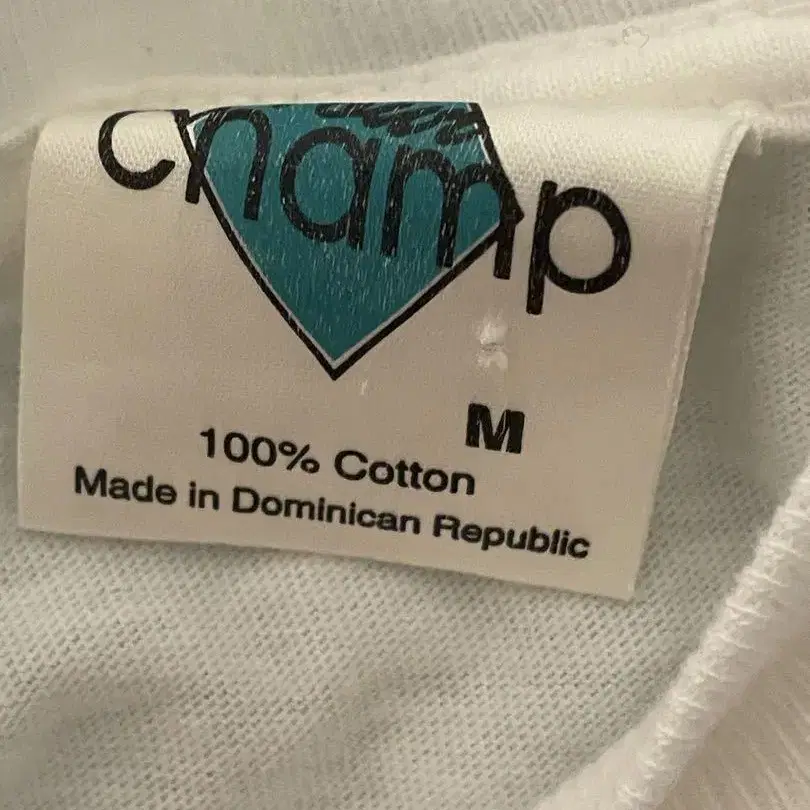 champ
M
100% Cotton
Made in Dominican Republic